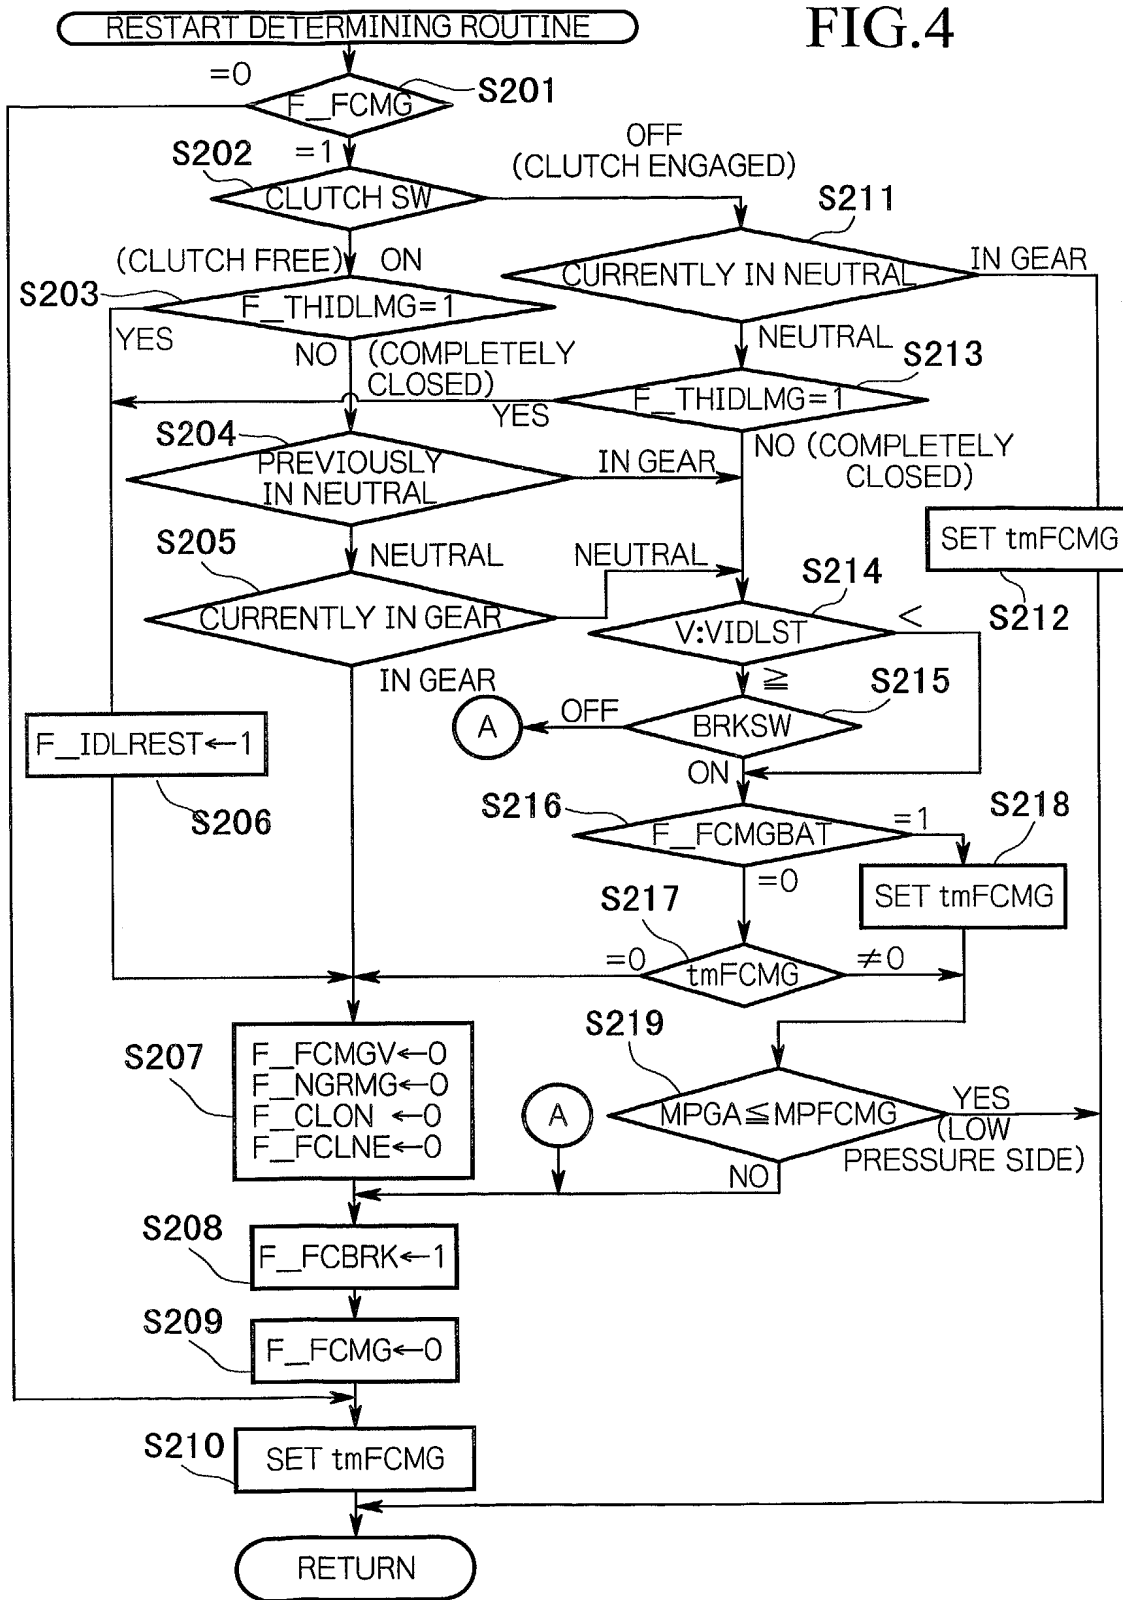 RESTART DETERMINING ROUTINE
FIG.4
=0
F_FCMG
S201
=1
S202
CLUTCH SW
OFF
(CLUTCH ENGAGED)
S211
(CLUTCH FREE)
ON
CURRENTLY IN NEUTRAL
IN GEAR
S203
F_THIDLMG=1
YES
NO
(COMPLETELY
CLOSED)
NEUTRAL
S213
F_THIDLMG=1
YES
NO (COMPLETELY
CLOSED)
S204
PREVIOUSLY
IN NEUTRAL
IN GEAR
SET tmFCMG
S212
S205
NEUTRAL
NEUTRAL
CURRENTLY IN GEAR
S214
V:VIDLST
<
IN GEAR
≧
S215
A
OFF
BRKSW
F_IDLREST←1
S206
ON
S216
F_FCMGBAT
=1
S218
=0
SET tmFCMG
S217
=0
tmFCMG
≠0
S207
F_FCMGV←0
F_NGRMG←0
F_CLON ←0
F_FCLNE←0
S219
A
MPGA≦MPFCMG
YES
(LOW
PRESSURE SIDE)
NO
S208
F_FCBRK←1
S209
F_FCMG←0
S210
SET tmFCMG
RETURN